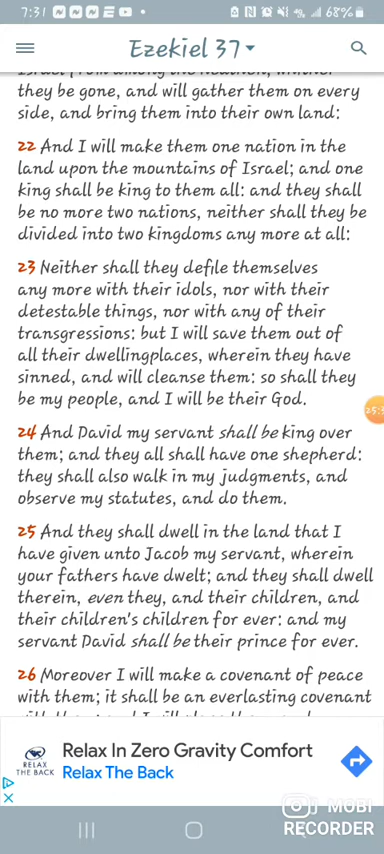 7:31
68%
Ezekiel 37
Israel from among the heathen, whither
they be gone, and will gather them on every
side, and bring them into their own land:
22 And I will make them one nation in the
land upon the mountains of Israel; and one
king shall be king to them all: and they shall
be no more two nations, neither shall they be
divided into two kingdoms any more at all:
23 Neither shall they defile themselves
any more with their idols, nor with their
detestable things, nor with any of their
transgressions: but I will save them out of
all their dwellingplaces, wherein they have
sinned, and will cleanse them: so shall they
be my people, and I will be their God.
24 And David my servant shall be king over
them; and they all shall have one shepherd:
they shall also walk in my judgments, and
observe my statutes, and do them.
25 And they shall dwell in the land that I
have given unto Jacob my servant, wherein
your fathers have dwelt; and they shall dwell
therein, even they, and their children, and
their children's children for ever: and my
servant David shall be their prince for ever.
26 Moreover I will make a covenant of peace
with them; it shall be an everlasting covenant
Relax In Zero Gravity Comfort
Relax The Back
RELAX
THE BACK
MOBI
RECORDER